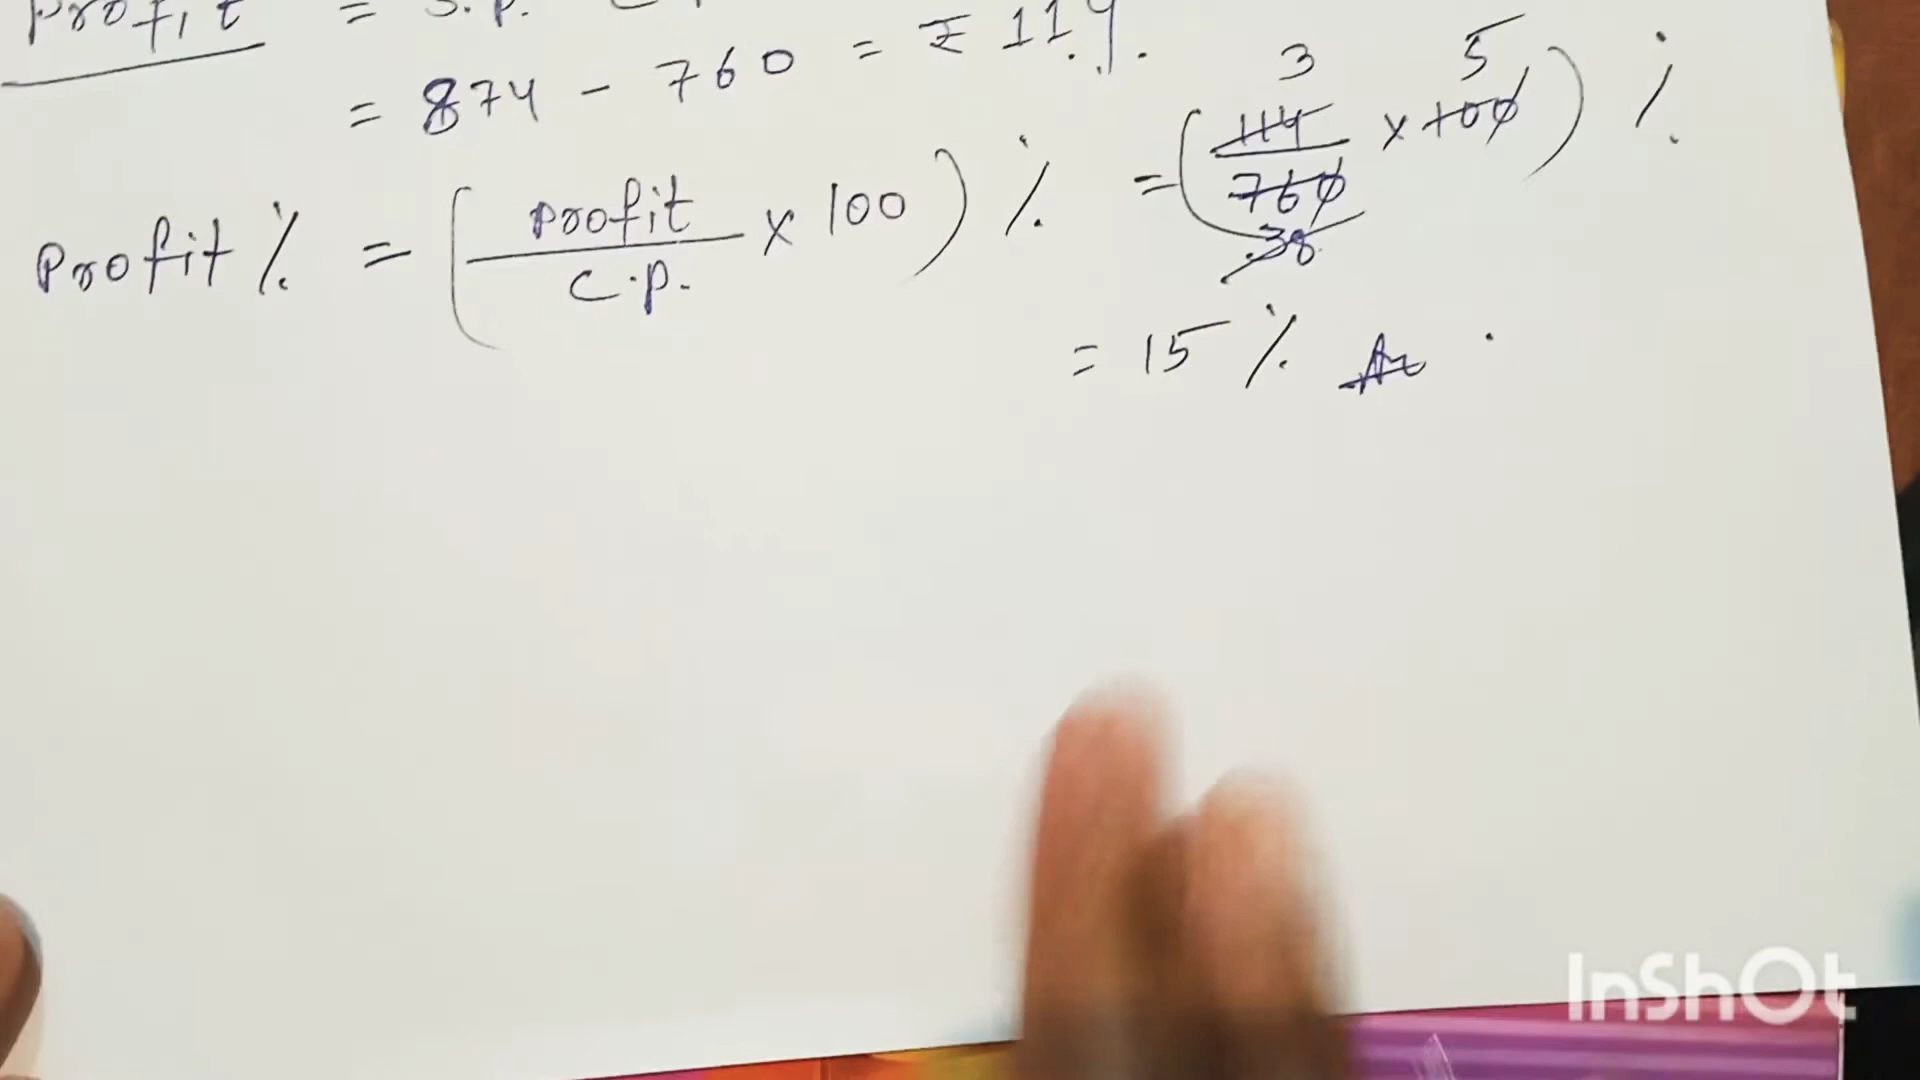 Profit = S.P.
= 874 - 760 = ₹ 114.
Profit % = ( Profit / C.P. × 100 ) % = ( 114 / 760 × 100 ) %
3 5
38
= 15 % Ans
InShOt